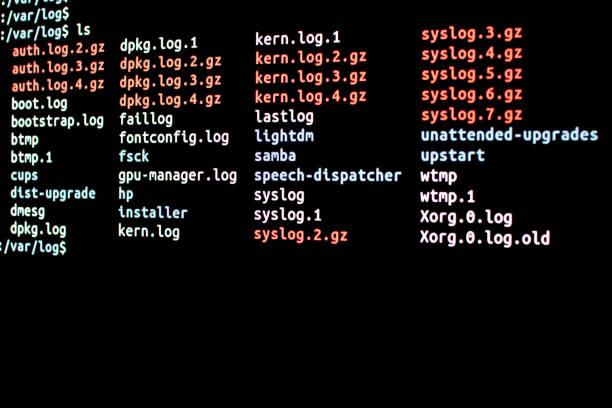 :/var/log$
:/var/log$
:/var/log$ ls
auth.log.2.gz dpkg.log.1 kern.log.1 syslog.3.gz
auth.log.3.gz dpkg.log.2.gz kern.log.2.gz syslog.4.gz
auth.log.4.gz dpkg.log.3.gz kern.log.3.gz syslog.5.gz
boot.log dpkg.log.4.gz kern.log.4.gz syslog.6.gz
bootstrap.log faillog lastlog syslog.7.gz
btmp fontconfig.log lightdm unattended-upgrades
btmp.1 fsck samba upstart
cups gpu-manager.log speech-dispatcher wtmp
dist-upgrade hp syslog wtmp.1
dmesg installer syslog.1 Xorg.0.log
dpkg.log kern.log syslog.2.gz Xorg.0.log.old
:/var/log$